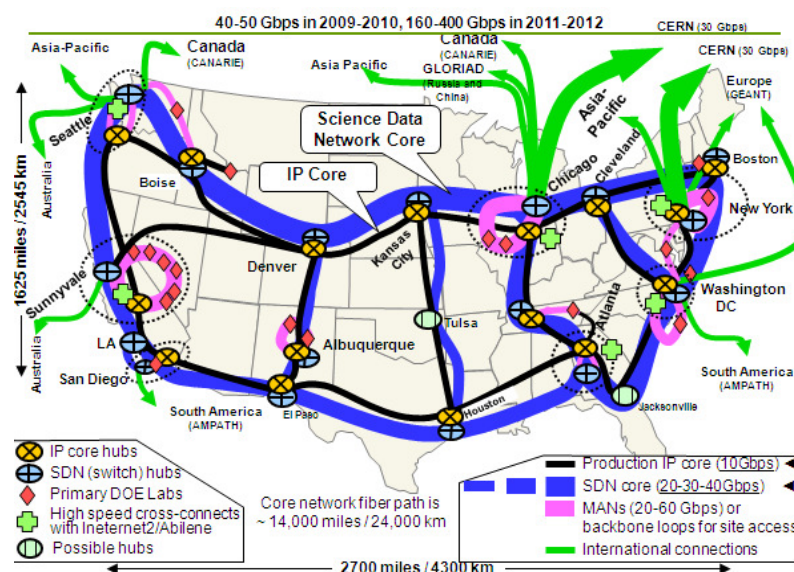 40-50 Gbps in 2009-2010, 160-400 Gbps in 2011-2012
CERN (30 Gbps)
Canada
(CANARIE)
Asia-Pacific
Canada
(CANARIE)
CERN (30 Gbps)
Asia Pacific
GLORIAD
(Russia and
China)
Europe
(GEANT)
Asia-
Pacific
Seattle
Science Data
Network Core
IP Core
Chicago
Cleveland
Boston
Boise
New York
Australia
1625 miles / 2545 km
Denver
Kansas
City
Sunnyvale
Washington
DC
LA
Albuquerque
Tulsa
Atlanta
Australia
San Diego
South America
(AMPATH)
South America
(AMPATH)
El Paso
Houston
Jacksonville
IP core hubs
SDN (switch) hubs
Primary DOE Labs
High speed cross-connects
with Ineternet2/Abilene
Possible hubs
Core network fiber path is
~ 14,000 miles / 24,000 km
Production IP core (10Gbps)
SDN core (20-30-40Gbps)
MANs (20-60 Gbps) or
backbone loops for site access
International connections
2700 miles / 4300 km